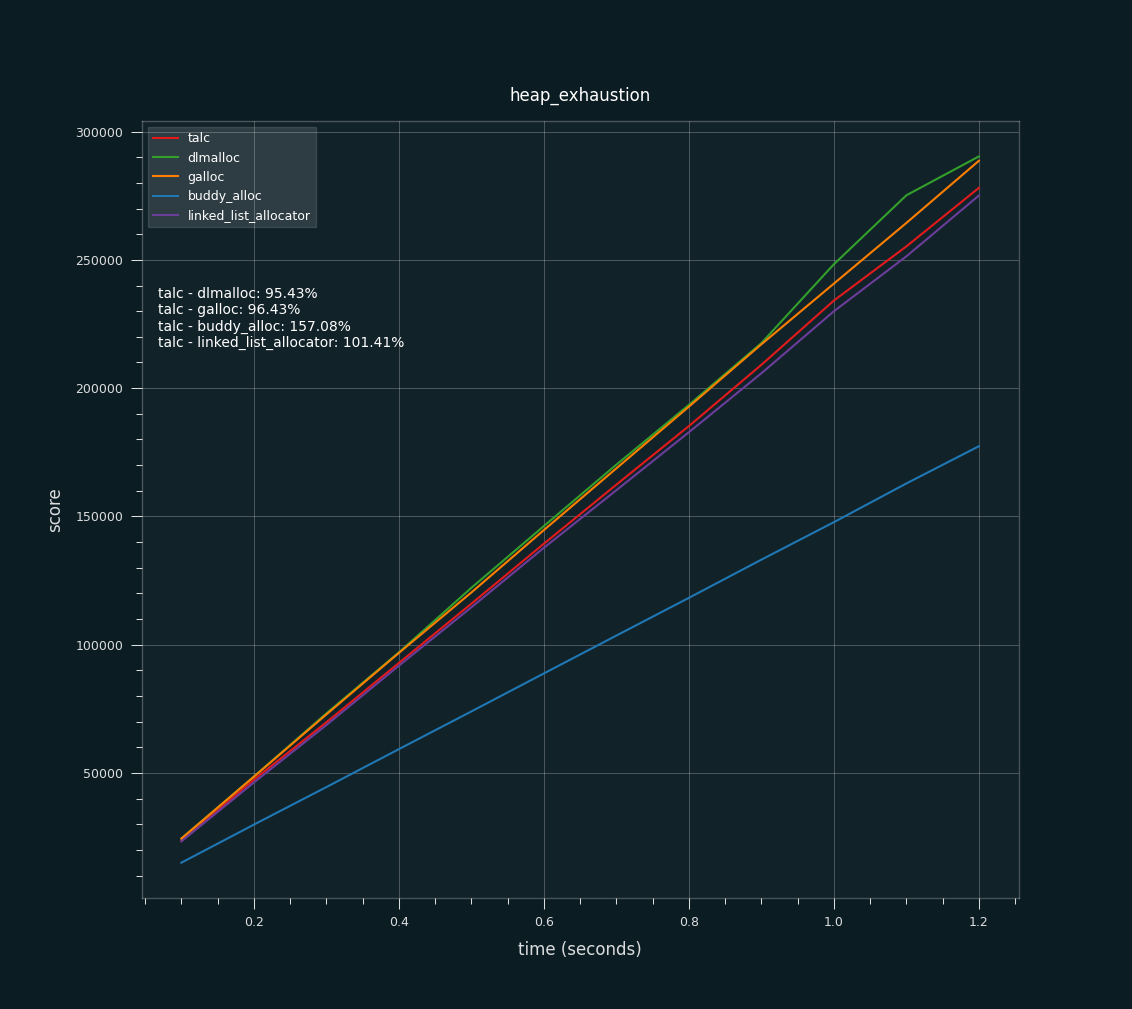 heap_exhaustion
300000
250000
200000
150000
100000
50000
score
talc
dlmalloc
galloc
buddy_alloc
linked_list_allocator
talc - dlmalloc: 95.43%
talc - galloc: 96.43%
talc - buddy_alloc: 157.08%
talc - linked_list_allocator: 101.41%
0.2 0.4 0.6 0.8 1.0 1.2
time (seconds)